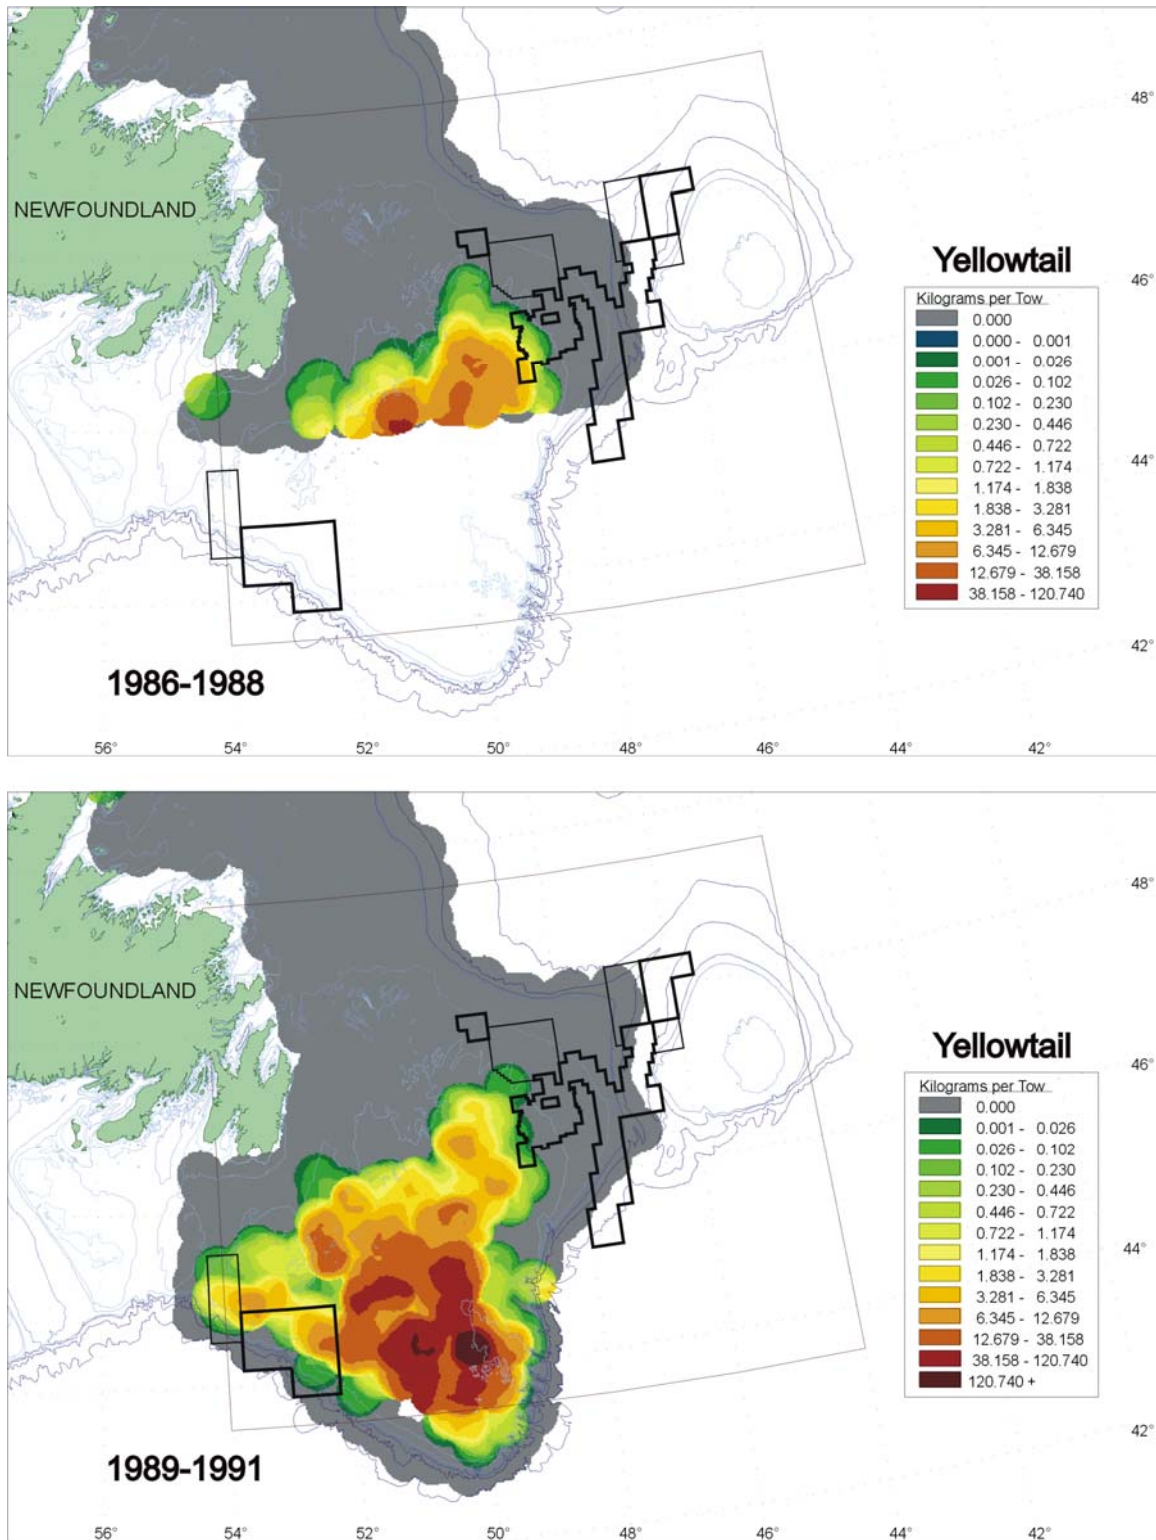 48°
NEWFOUNDLAND
46°
Yellowtail
Kilograms per Tow
0.000
0.000 - 0.001
0.001 - 0.026
0.026 - 0.102
0.102 - 0.230
0.230 - 0.446
0.446 - 0.722
0.722 - 1.174
1.174 - 1.838
1.838 - 3.281
3.281 - 6.345
6.345 - 12.679
12.679 - 38.158
38.158 - 120.740
44°
42°
1986-1988
56° 54° 52° 50° 48° 46° 44° 42°
48°
NEWFOUNDLAND
46°
Yellowtail
Kilograms per Tow
0.000
0.001 - 0.026
0.026 - 0.102
0.102 - 0.230
0.230 - 0.446
0.446 - 0.722
0.722 - 1.174
1.174 - 1.838
1.838 - 3.281
3.281 - 6.345
6.345 - 12.679
12.679 - 38.158
38.158 - 120.740
120.740 +
44°
42°
1989-1991
56° 54° 52° 50° 48° 46° 44° 42°